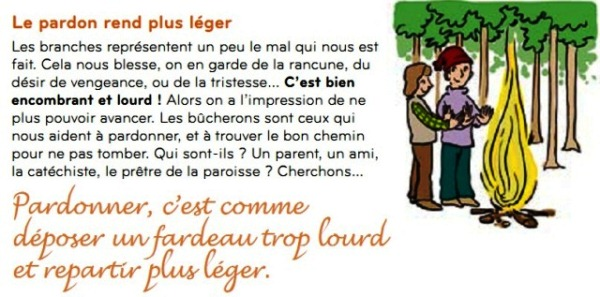 Le pardon rend plus léger
Les branches représentent un peu le mal qui nous est
fait. Cela nous blesse, on en garde de la rancune, du
désir de vengeance, ou de la tristesse... C'est bien
encombrant et lourd ! Alors on a l'impression de ne
plus pouvoir avancer. Les bûcherons sont ceux qui
nous aident à pardonner, et à trouver le bon chemin
pour ne pas tomber. Qui sont-ils ? Un parent, un ami,
la catéchiste, le prêtre de la paroisse ? Cherchons...
Pardonner, c'est comme
déposer un fardeau trop lourd
et repartir plus léger.